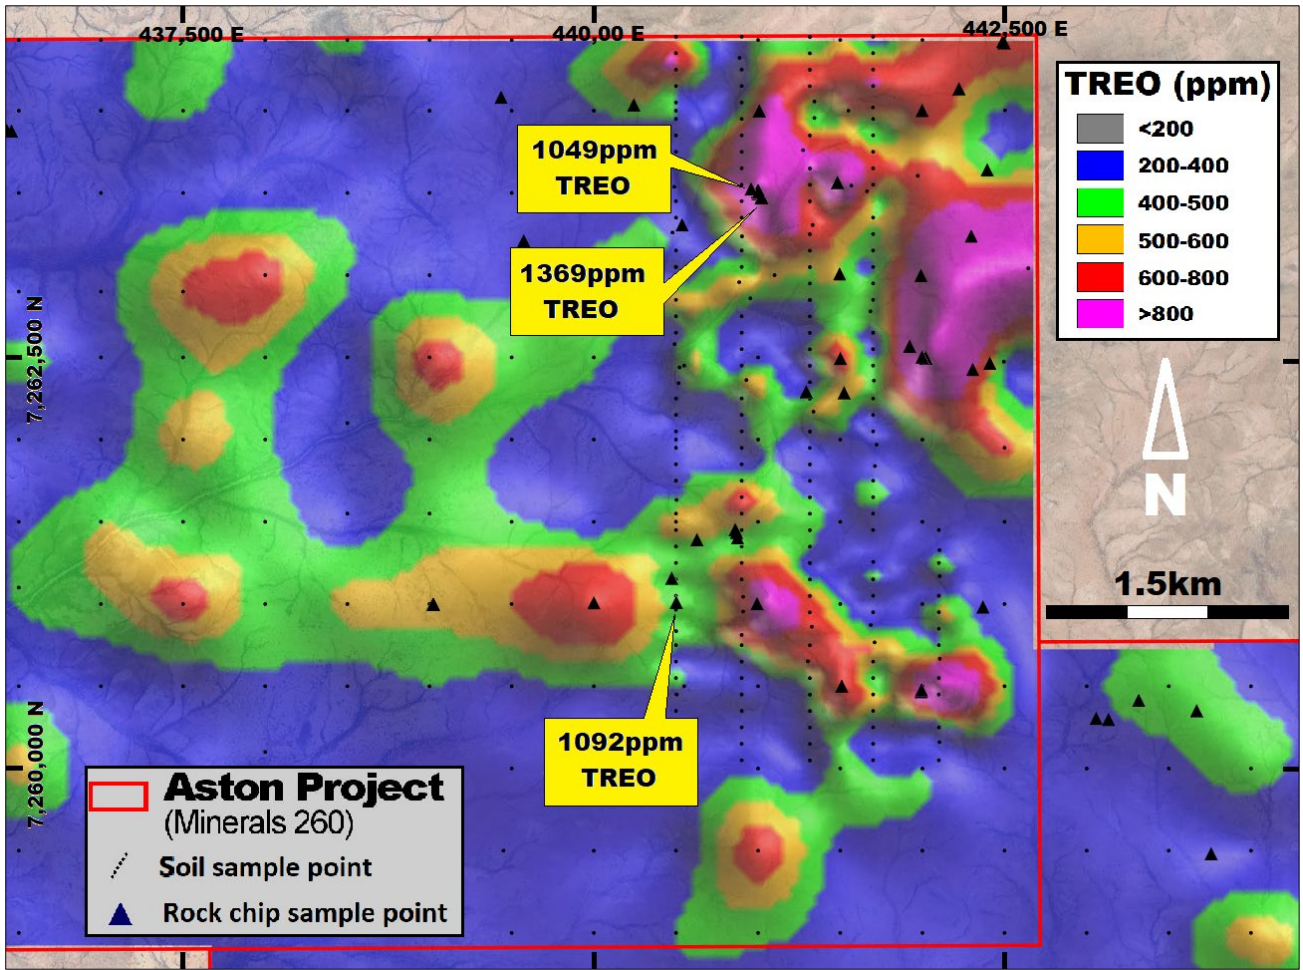 437,500 E
440,00 E
442,500 E
TREO (ppm)
<200
200-400
400-500
500-600
600-800
>800
1049ppm
TREO
1369ppm
TREO
7,262,500 N
N
1.5km
1092ppm
TREO
7,260,000 N
Aston Project
(Minerals 260)
Soil sample point
Rock chip sample point